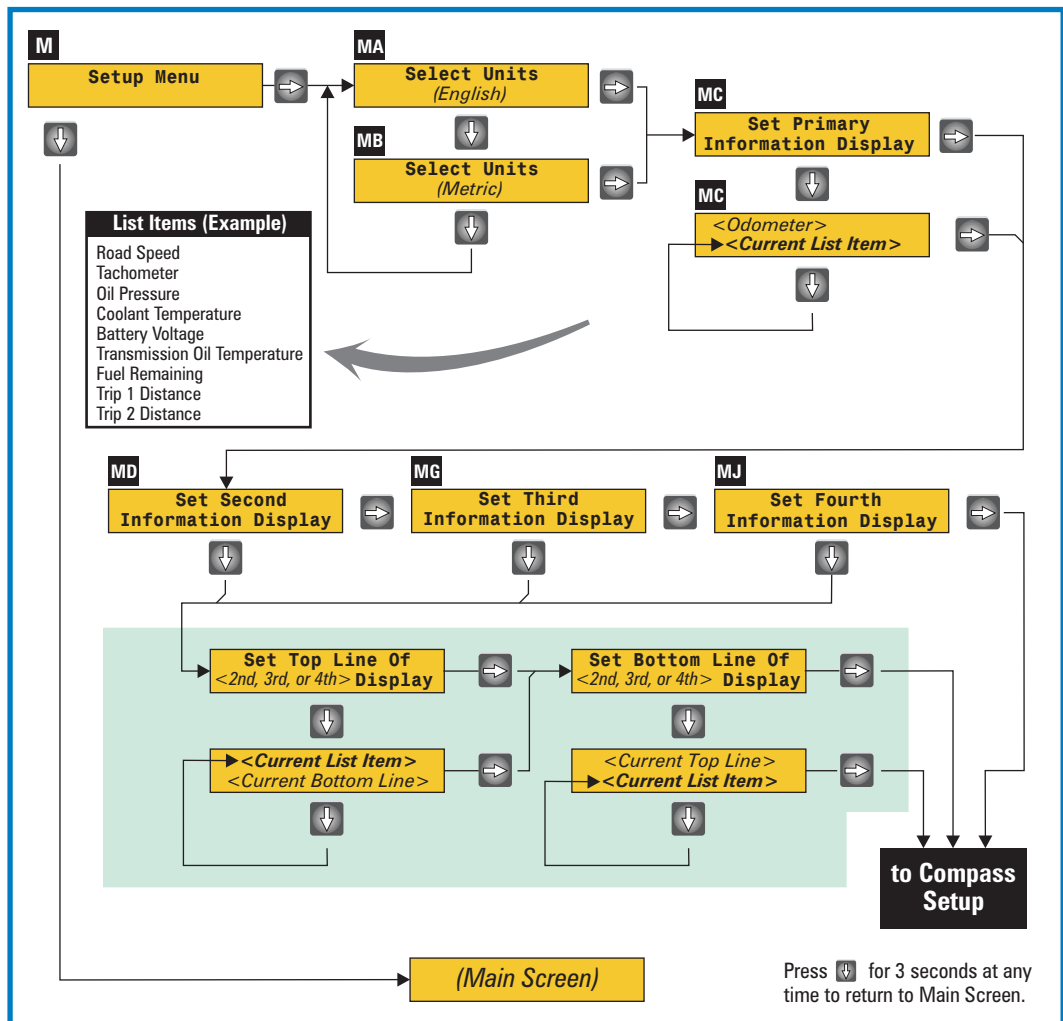 M
Setup Menu
MA
Select Units
(English)
MB
Select Units
(Metric)
MC
Set Primary
Information Display
MC
<Odometer>
<Current List Item>
List Items (Example)
Road Speed
Tachometer
Oil Pressure
Coolant Temperature
Battery Voltage
Transmission Oil Temperature
Fuel Remaining
Trip 1 Distance
Trip 2 Distance
MD
Set Second
Information Display
MG
Set Third
Information Display
MJ
Set Fourth
Information Display
Set Top Line Of
<2nd, 3rd, or 4th> Display
Set Bottom Line Of
<2nd, 3rd, or 4th> Display
<Current List Item>
<Current Bottom Line>
<Current Top Line>
<Current List Item>
to Compass
Setup
(Main Screen)
Press for 3 seconds at any
time to return to Main Screen.